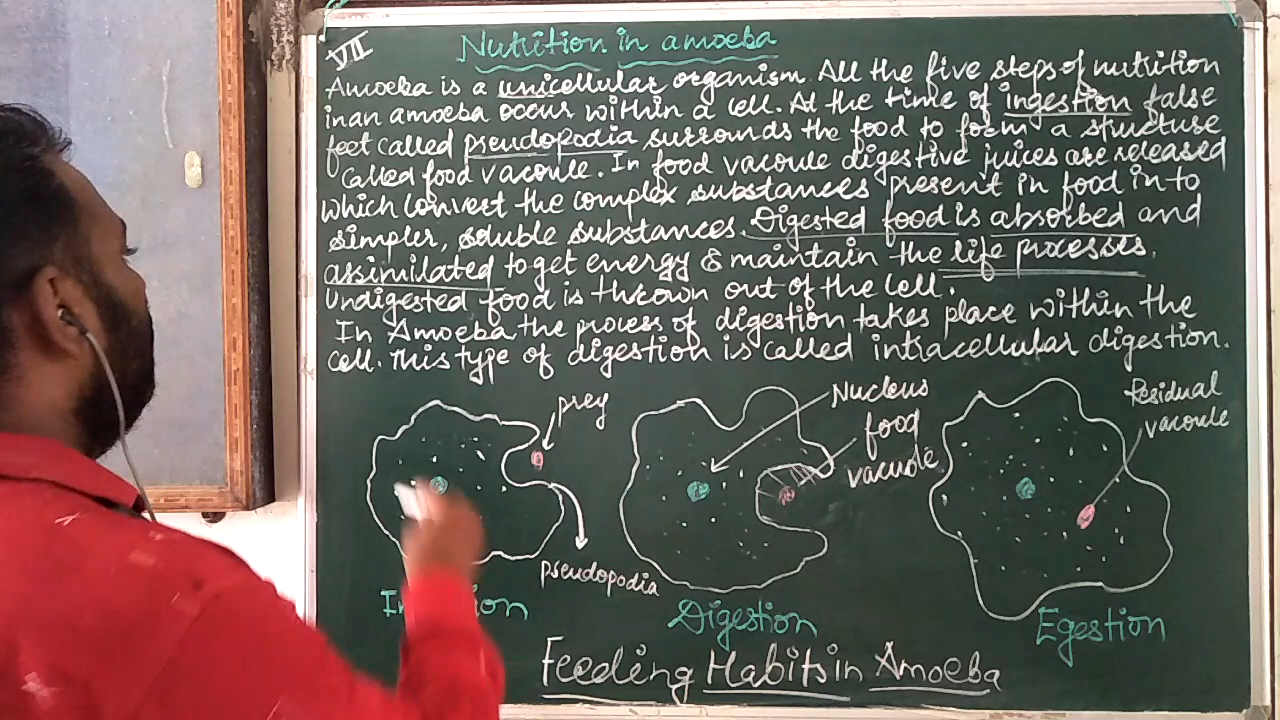 VII
Nutrition in amoeba
Amoeba is a unicellular organism. All the five steps of nutrition
in an amoeba occur within a cell. At the time of ingestion false
feet called pseudopodia surrounds the food to form a structure
called food vacoule. In food vacoule digestive juices are released
which convert the complex substances present in food in to
simpler, soluble substances. Digested food is absorbed and
assimilated to get energy & maintain the life processes.
Undigested food is thrown out of the cell.
In Amoeba the process of digestion takes place within the
cell. This type of digestion is called intracellular digestion.
prey
pseudopodia
Nucleus
food
vacuole
Residual
vacoule
Digestion
Egestion
Feeding Habits in Amoeba